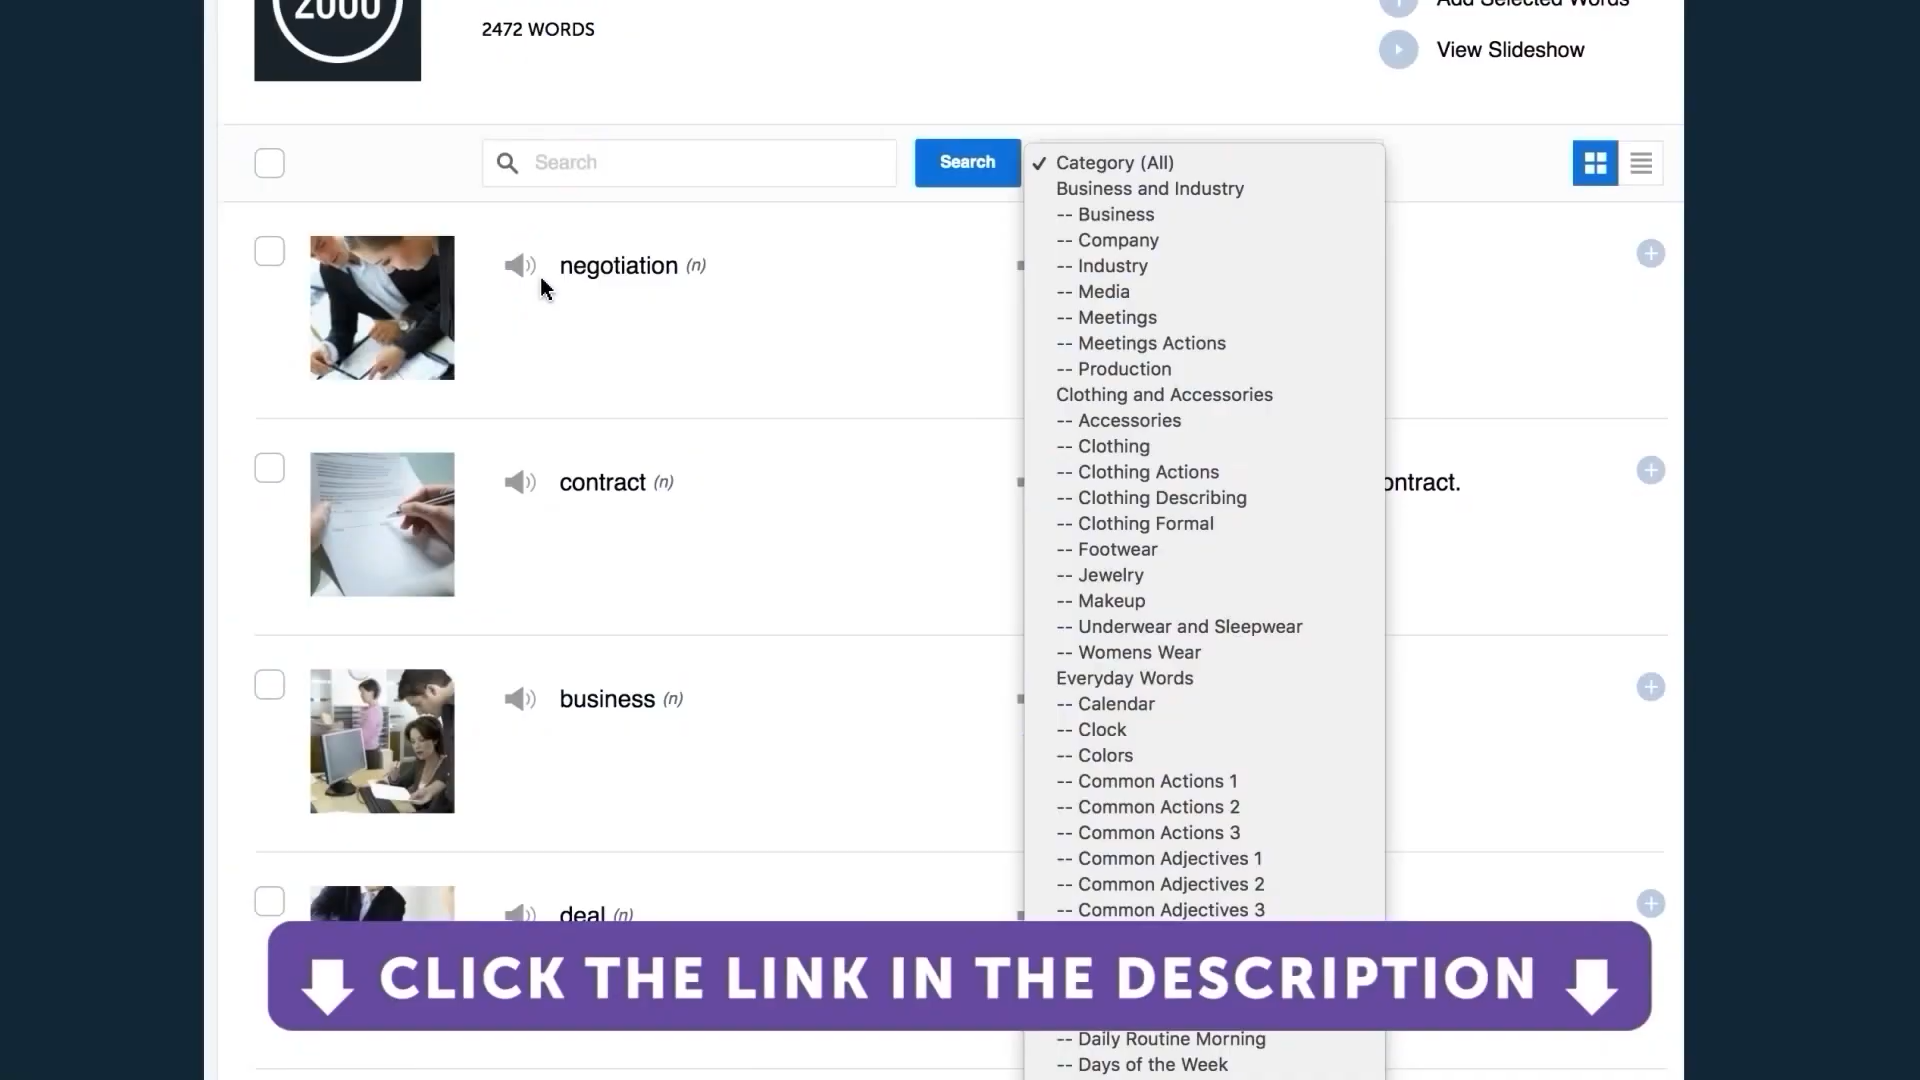 2000
2472 WORDS
Add Selected Words
View Slideshow
Search
Search
✓ Category (All)
Business and Industry
-- Business
-- Company
-- Industry
-- Media
-- Meetings
-- Meetings Actions
-- Production
Clothing and Accessories
-- Accessories
-- Clothing
-- Clothing Actions
-- Clothing Describing
-- Clothing Formal
-- Footwear
-- Jewelry
-- Makeup
-- Underwear and Sleepwear
-- Womens Wear
Everyday Words
-- Calendar
-- Clock
-- Colors
-- Common Actions 1
-- Common Actions 2
-- Common Actions 3
-- Common Adjectives 1
-- Common Adjectives 2
-- Common Adjectives 3
-- Daily Routine Morning
-- Days of the Week
negotiation (n)
contract (n)
ontract.
business (n)
deal (n)
CLICK THE LINK IN THE DESCRIPTION